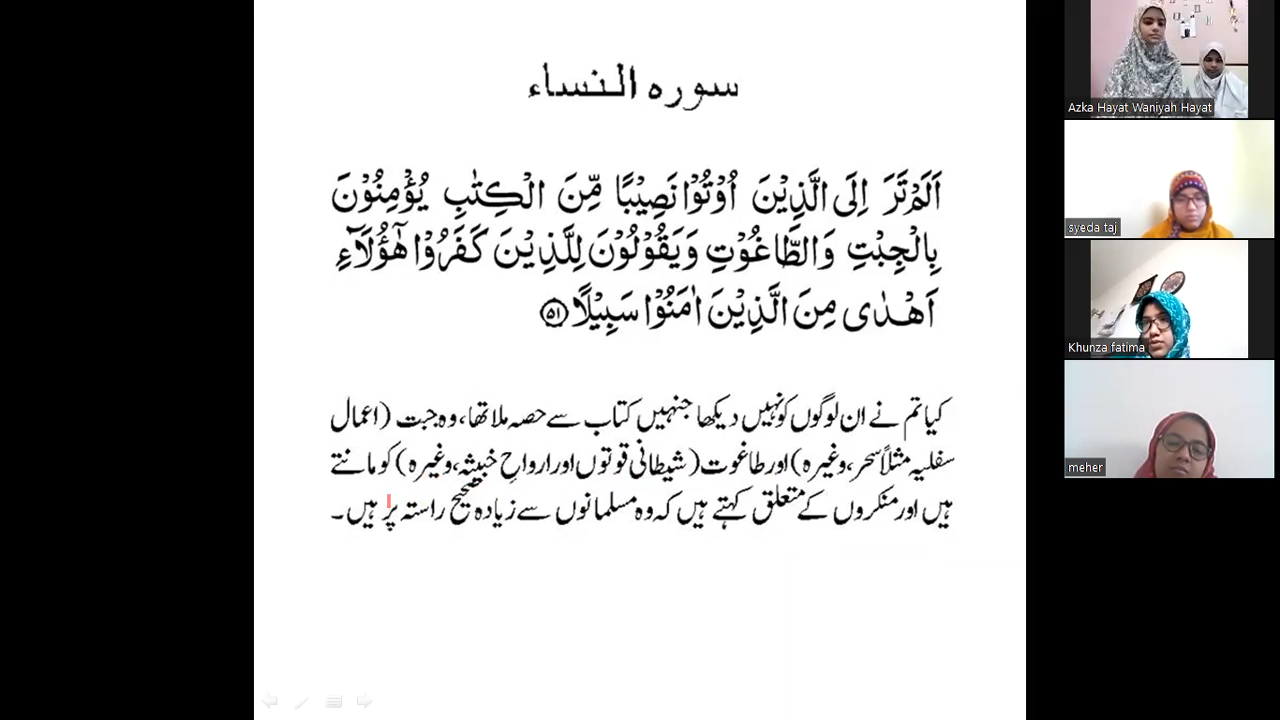 سورہ النساء
اَلَمْ تَرَ اِلَى الَّذِيْنَ اُوْتُوْا نَصِيْبًا مِّنَ الْكِتٰبِ يُؤْمِنُوْنَ
بِالْجِبْتِ وَالطَّاغُوْتِ وَيَقُوْلُوْنَ لِلَّذِيْنَ كَفَرُوْا هٰٓؤُلَآءِ
اَهْدٰى مِنَ الَّذِيْنَ اٰمَنُوْا سَبِيْلًا ۵۱
کیا تم نے ان لوگوں کو نہیں دیکھا جنہیں کتاب سے حصہ ملا تھا، وہ جبت (اعمال
سفلیہ مثلاً سحر، وغیرہ) اور طاغوت (شیطانی قوتوں اور ارواحِ خبیثہ، وغیرہ) کو مانتے
ہیں اور منکروں کے متعلق کہتے ہیں کہ وہ مسلمانوں سے زیادہ صحیح راستہ پر ہیں۔
Azka Hayat Waniyah Hayat
syeda taj
Khunza fatima
meher